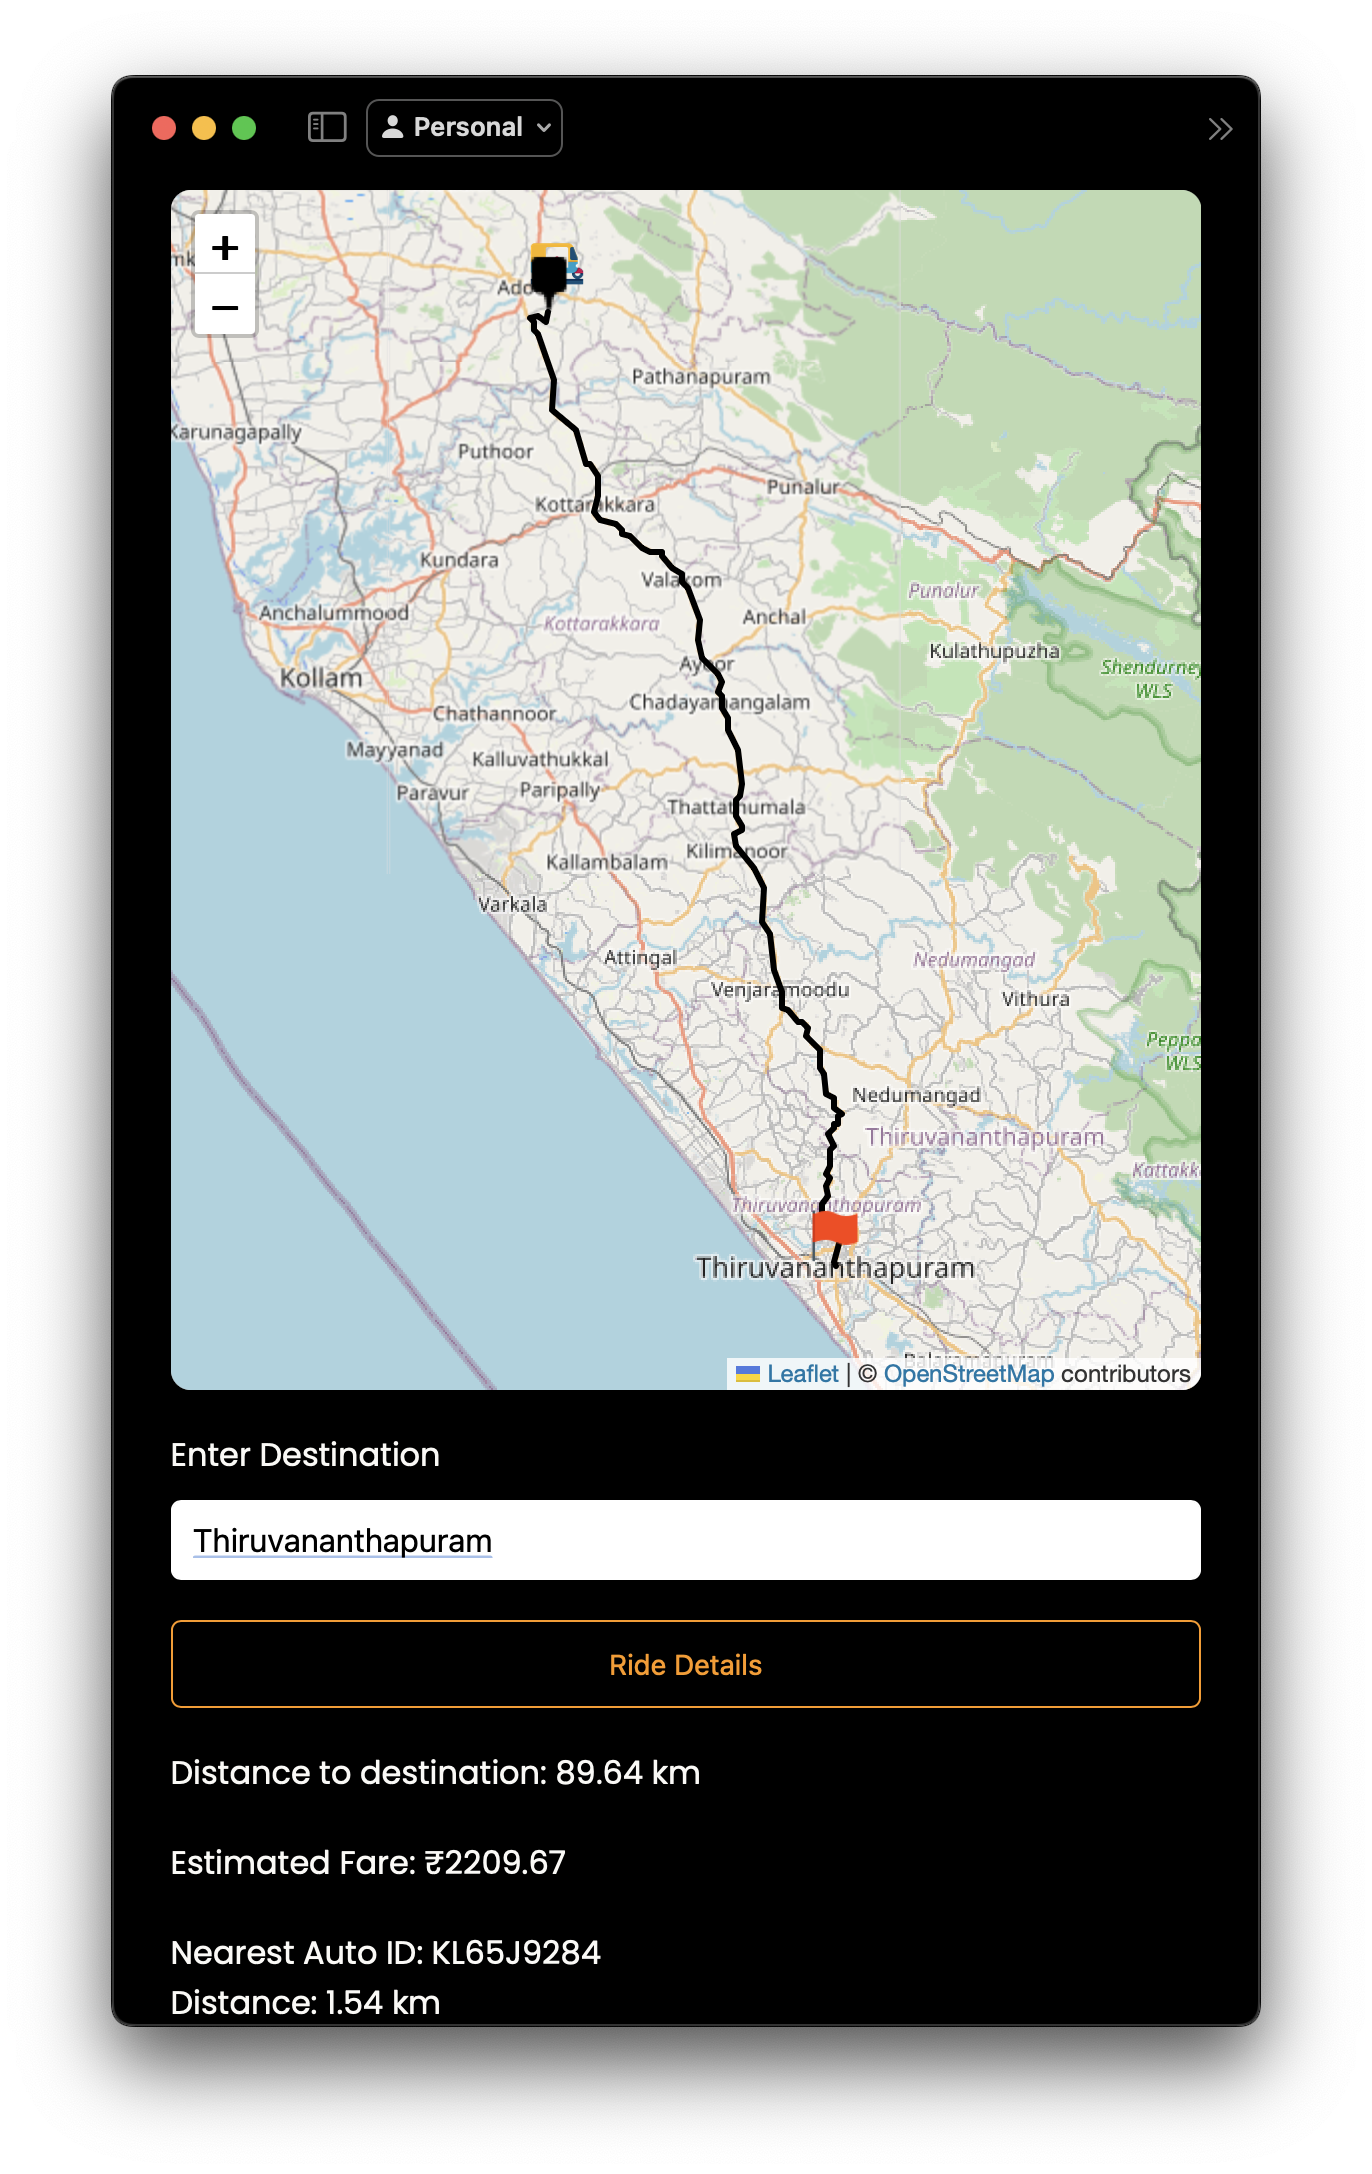 Personal
+
−
Pathanapuram
Karunagapally
Puthoor
Punalur
Kottarakkara
Kundara
Valakom
Punalur
Anchalummood
Kottarakkara
Anchal
Kulathupuzha
Ayoor
Shendurney
WLS
Kollam
Chadayamangalam
Chathannoor
Mayyanad
Kalluvathukkal
Paravur
Paripally
Thattathumala
Kallambalam
Kilimanoor
Varkala
Attingal
Nedumangad
Venjaramoodu
Vithura
Peppa
WLS
Nedumangad
Thiruvananthapuram
Kattakk
Thiruvananthapuram
Thiruvananthapuram
Leaflet | © OpenStreetMap contributors
Enter Destination
Thiruvananthapuram
Ride Details
Distance to destination: 89.64 km
Estimated Fare: ₹2209.67
Nearest Auto ID: KL65J9284
Distance: 1.54 km